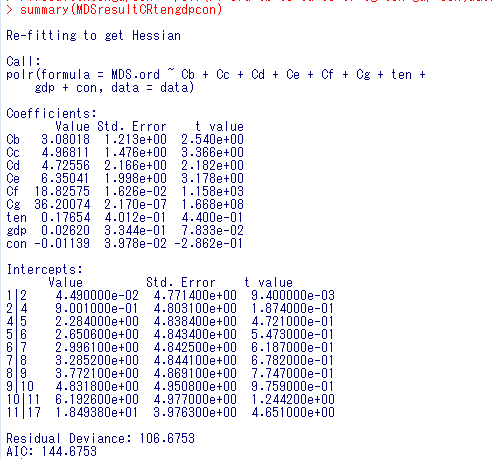 > summary(MDSresultCRtengdpcon)
Re-fitting to get Hessian
Call:
polr(formula = MDS.ord ~ Cb + Cc + Cd + Ce + Cf + Cg + ten +
gdp + con, data = data)
Coefficients:
Value Std. Error t value
Cb 3.08018 1.213e+00 2.540e+00
Cc 4.96811 1.476e+00 3.366e+00
Cd 4.72556 2.166e+00 2.182e+00
Ce 6.35041 1.998e+00 3.178e+00
Cf 18.82575 1.626e-02 1.158e+03
Cg 36.20074 2.170e-07 1.668e+08
ten 0.17654 4.012e-01 4.400e-01
gdp 0.02620 3.344e-01 7.833e-02
con -0.01139 3.978e-02 -2.862e-01
Intercepts:
Value Std. Error t value
1|2 4.490000e-02 4.771400e+00 9.400000e-03
2|4 9.001000e-01 4.803100e+00 1.874000e-01
4|5 2.284000e+00 4.838400e+00 4.721000e-01
5|6 2.650600e+00 4.843400e+00 5.473000e-01
6|7 2.996100e+00 4.842500e+00 6.187000e-01
7|8 3.285200e+00 4.844100e+00 6.782000e-01
8|9 3.772100e+00 4.869100e+00 7.747000e-01
9|10 4.831800e+00 4.950800e+00 9.759000e-01
10|11 6.192600e+00 4.977000e+00 1.244200e+00
11|17 1.849380e+01 3.976300e+00 4.651000e+00
Residual Deviance: 106.6753
AIC: 144.6753